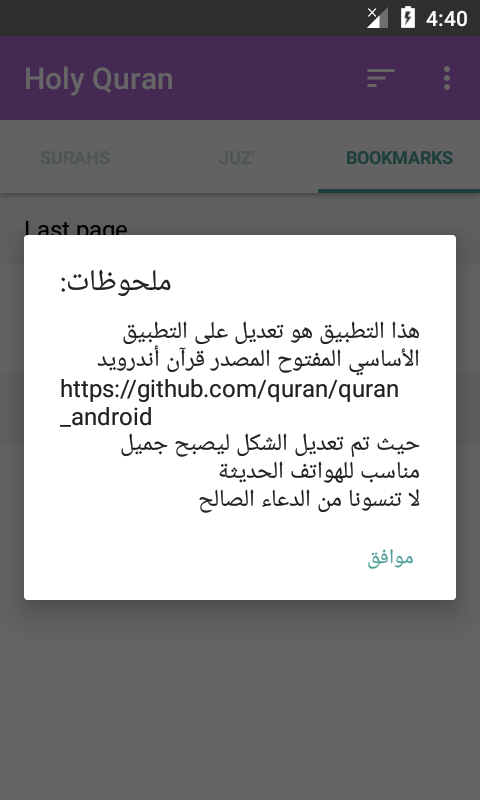 4:40
Holy Quran
SURAHS
JUZ'
BOOKMARKS
Last page
ملحوظات:
هذا التطبيق هو تعديل على التطبيق
الأساسي المفتوح المصدر قرآن أندرويد
https://github.com/quran/quran
_android
حيث تم تعديل الشكل ليصبح جميل
مناسب للهواتف الحديثة
لا تنسونا من الدعاء الصالح
موافق